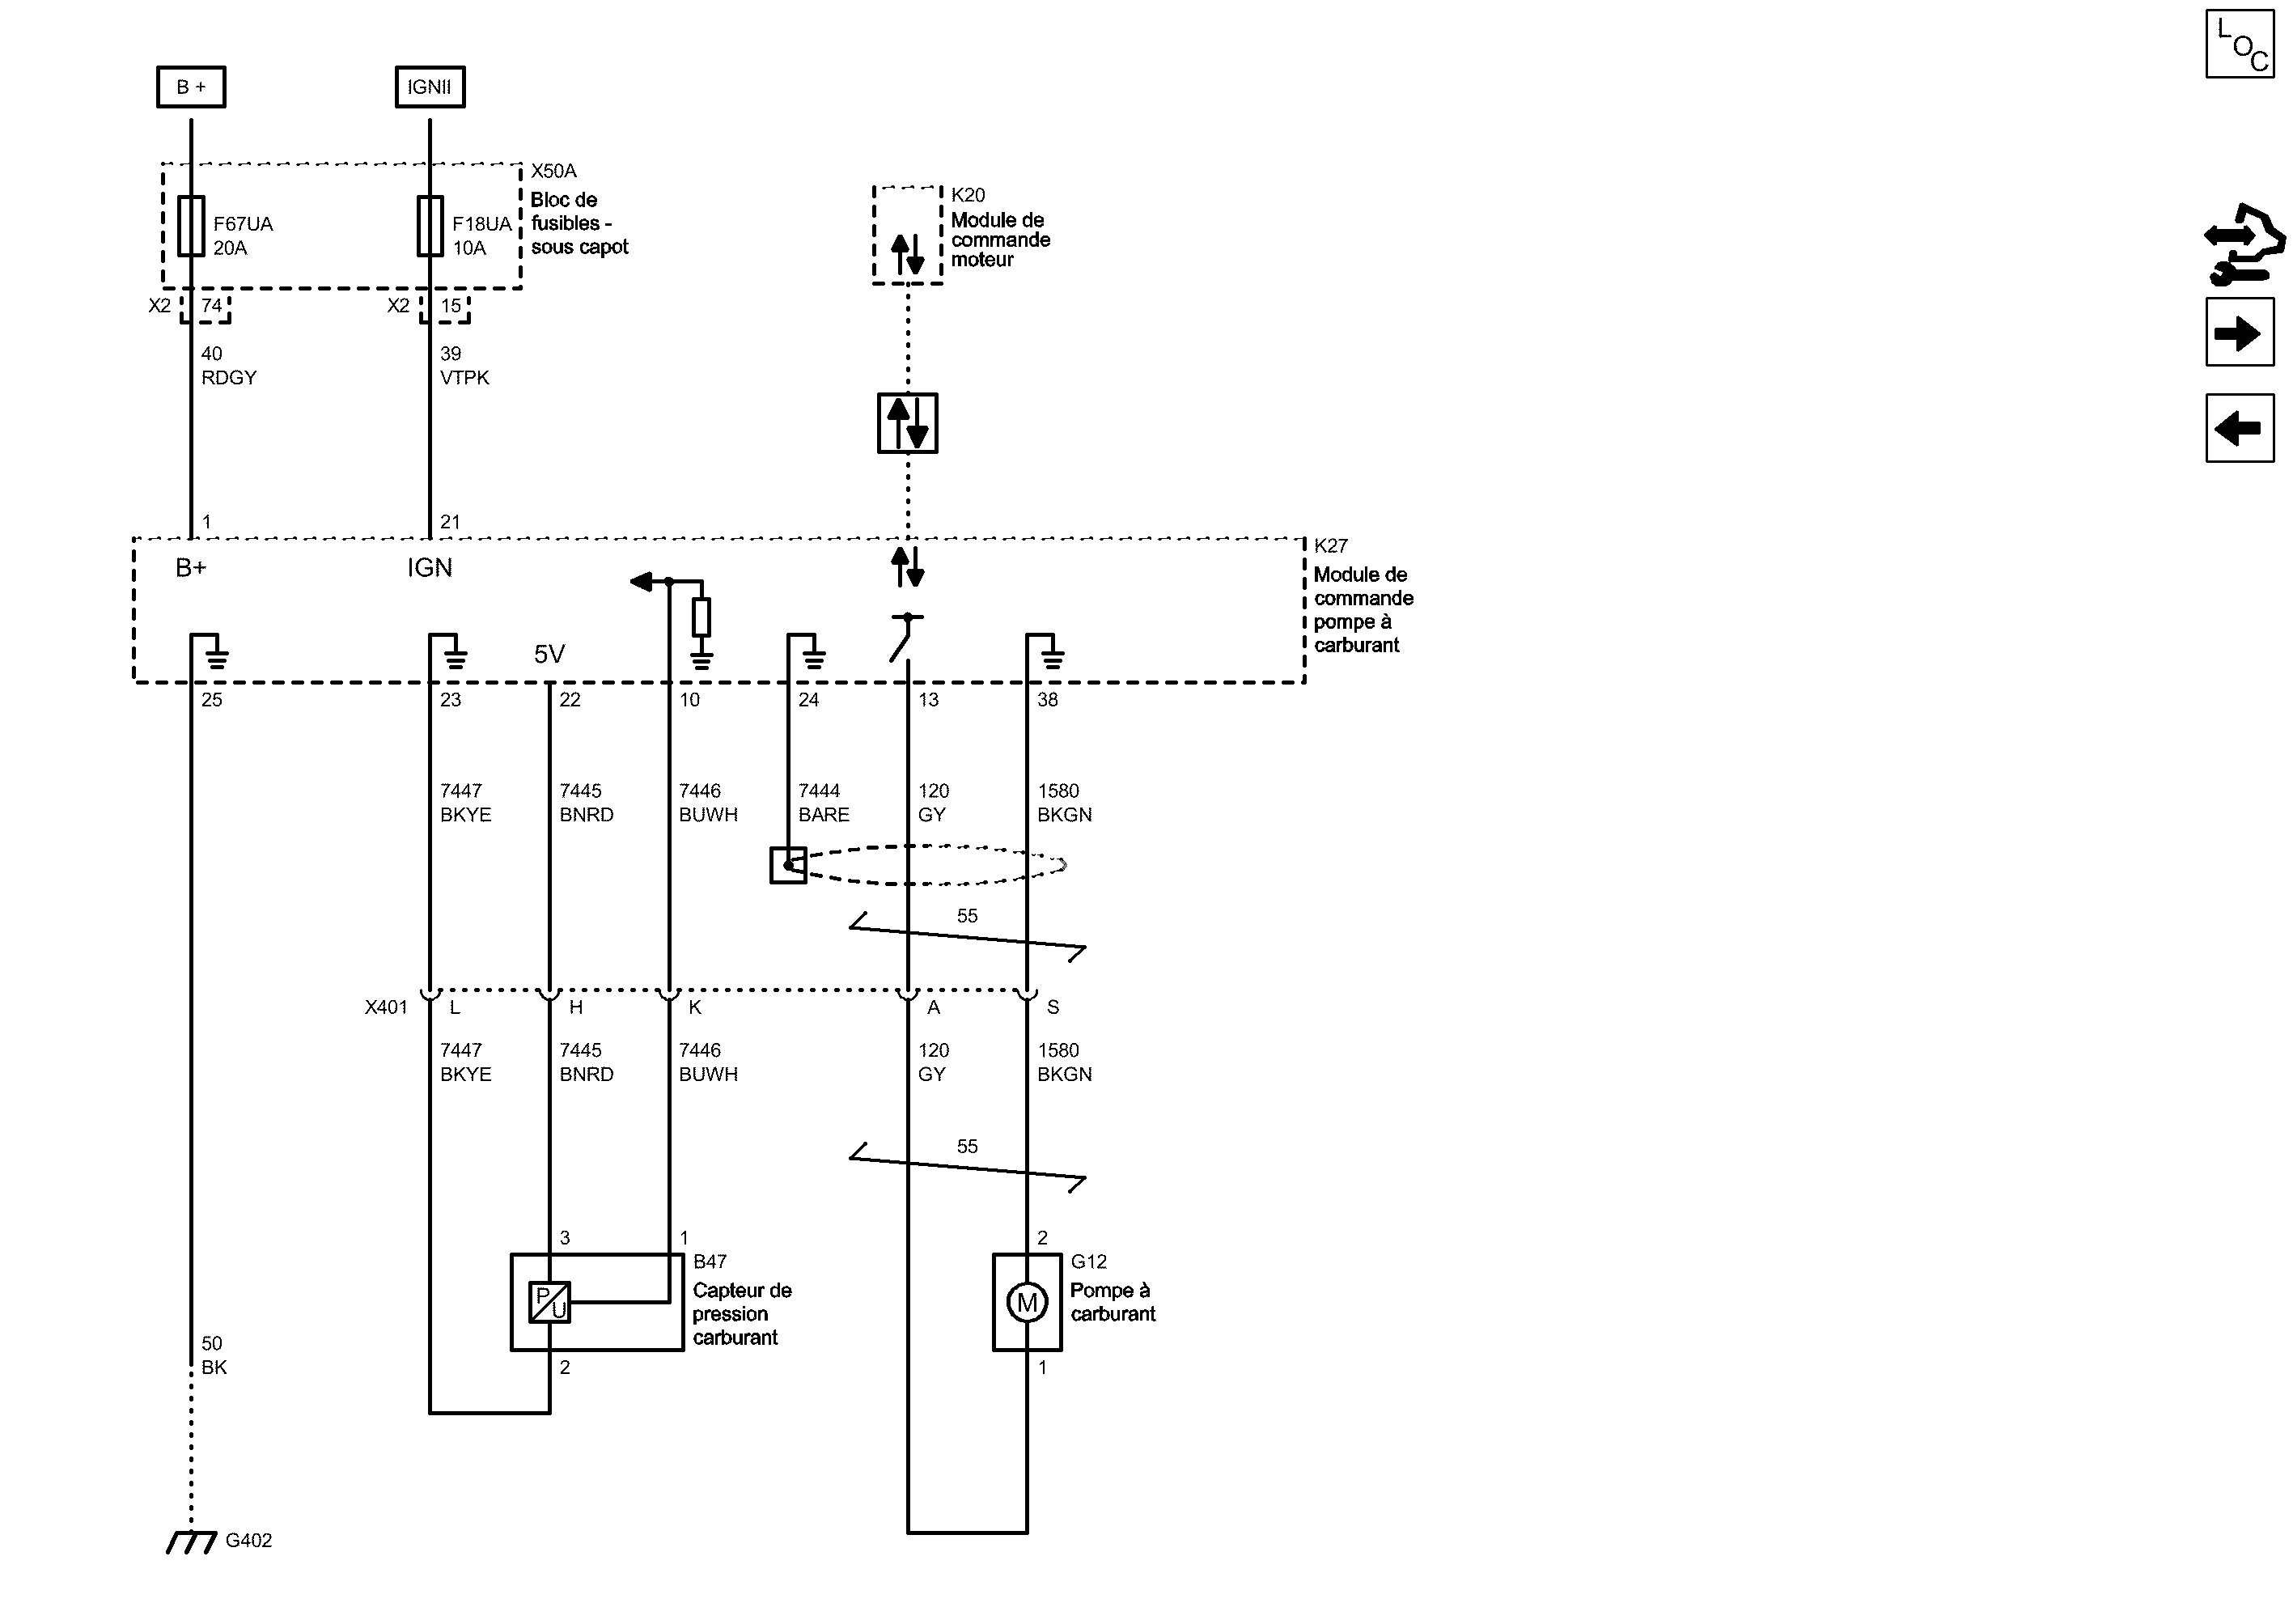 LOC
B +
IGNII
X50A
Bloc de
fusibles -
sous capot
F67UA
20A
F18UA
10A
K20
Module de
commande
moteur
X2
74
X2
15
40
RDGY
39
VTPK
1
21
B+
IGN
K27
Module de
commande
pompe à
carburant
5V
25
23
22
10
24
13
38
7447
BKYE
7445
BNRD
7446
BUWH
7444
BARE
120
GY
1580
BKGN
55
X401
L
H
K
A
S
7447
BKYE
7445
BNRD
7446
BUWH
120
GY
1580
BKGN
55
3
1
2
B47
Capteur de
pression
carburant
P
U
G12
Pompe à
carburant
M
50
BK
2
1
G402